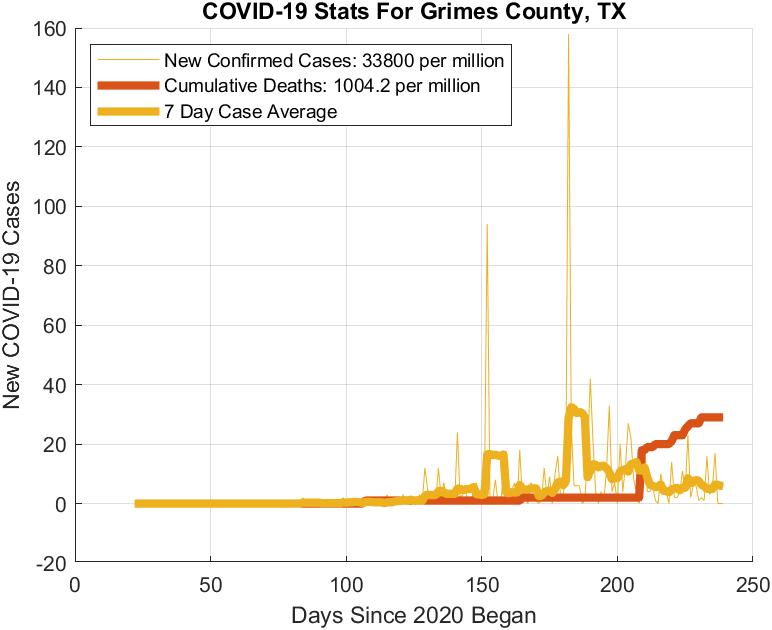 COVID-19 Stats For Grimes County, TX
160
140
120
100
80
60
40
20
0
-20
New COVID-19 Cases
New Confirmed Cases: 33800 per million
Cumulative Deaths: 1004.2 per million
7 Day Case Average
0 50 100 150 200 250
Days Since 2020 Began